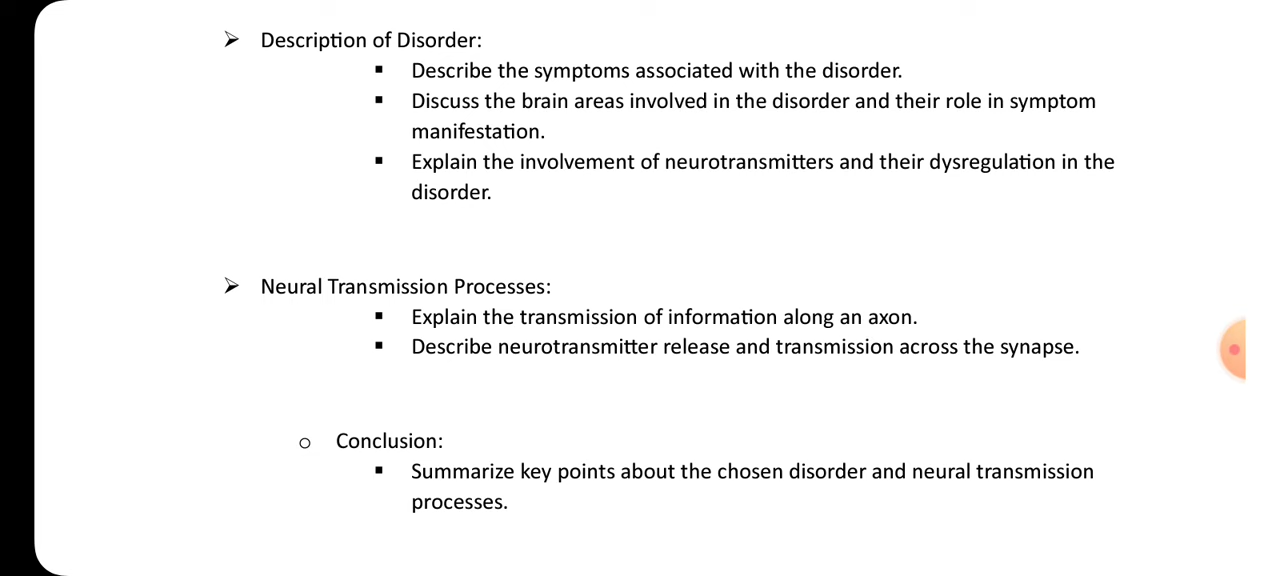 ➢ Description of Disorder:
▪ Describe the symptoms associated with the disorder.
▪ Discuss the brain areas involved in the disorder and their role in symptom
manifestation.
▪ Explain the involvement of neurotransmitters and their dysregulation in the
disorder.
➢ Neural Transmission Processes:
▪ Explain the transmission of information along an axon.
▪ Describe neurotransmitter release and transmission across the synapse.
o Conclusion:
▪ Summarize key points about the chosen disorder and neural transmission
processes.